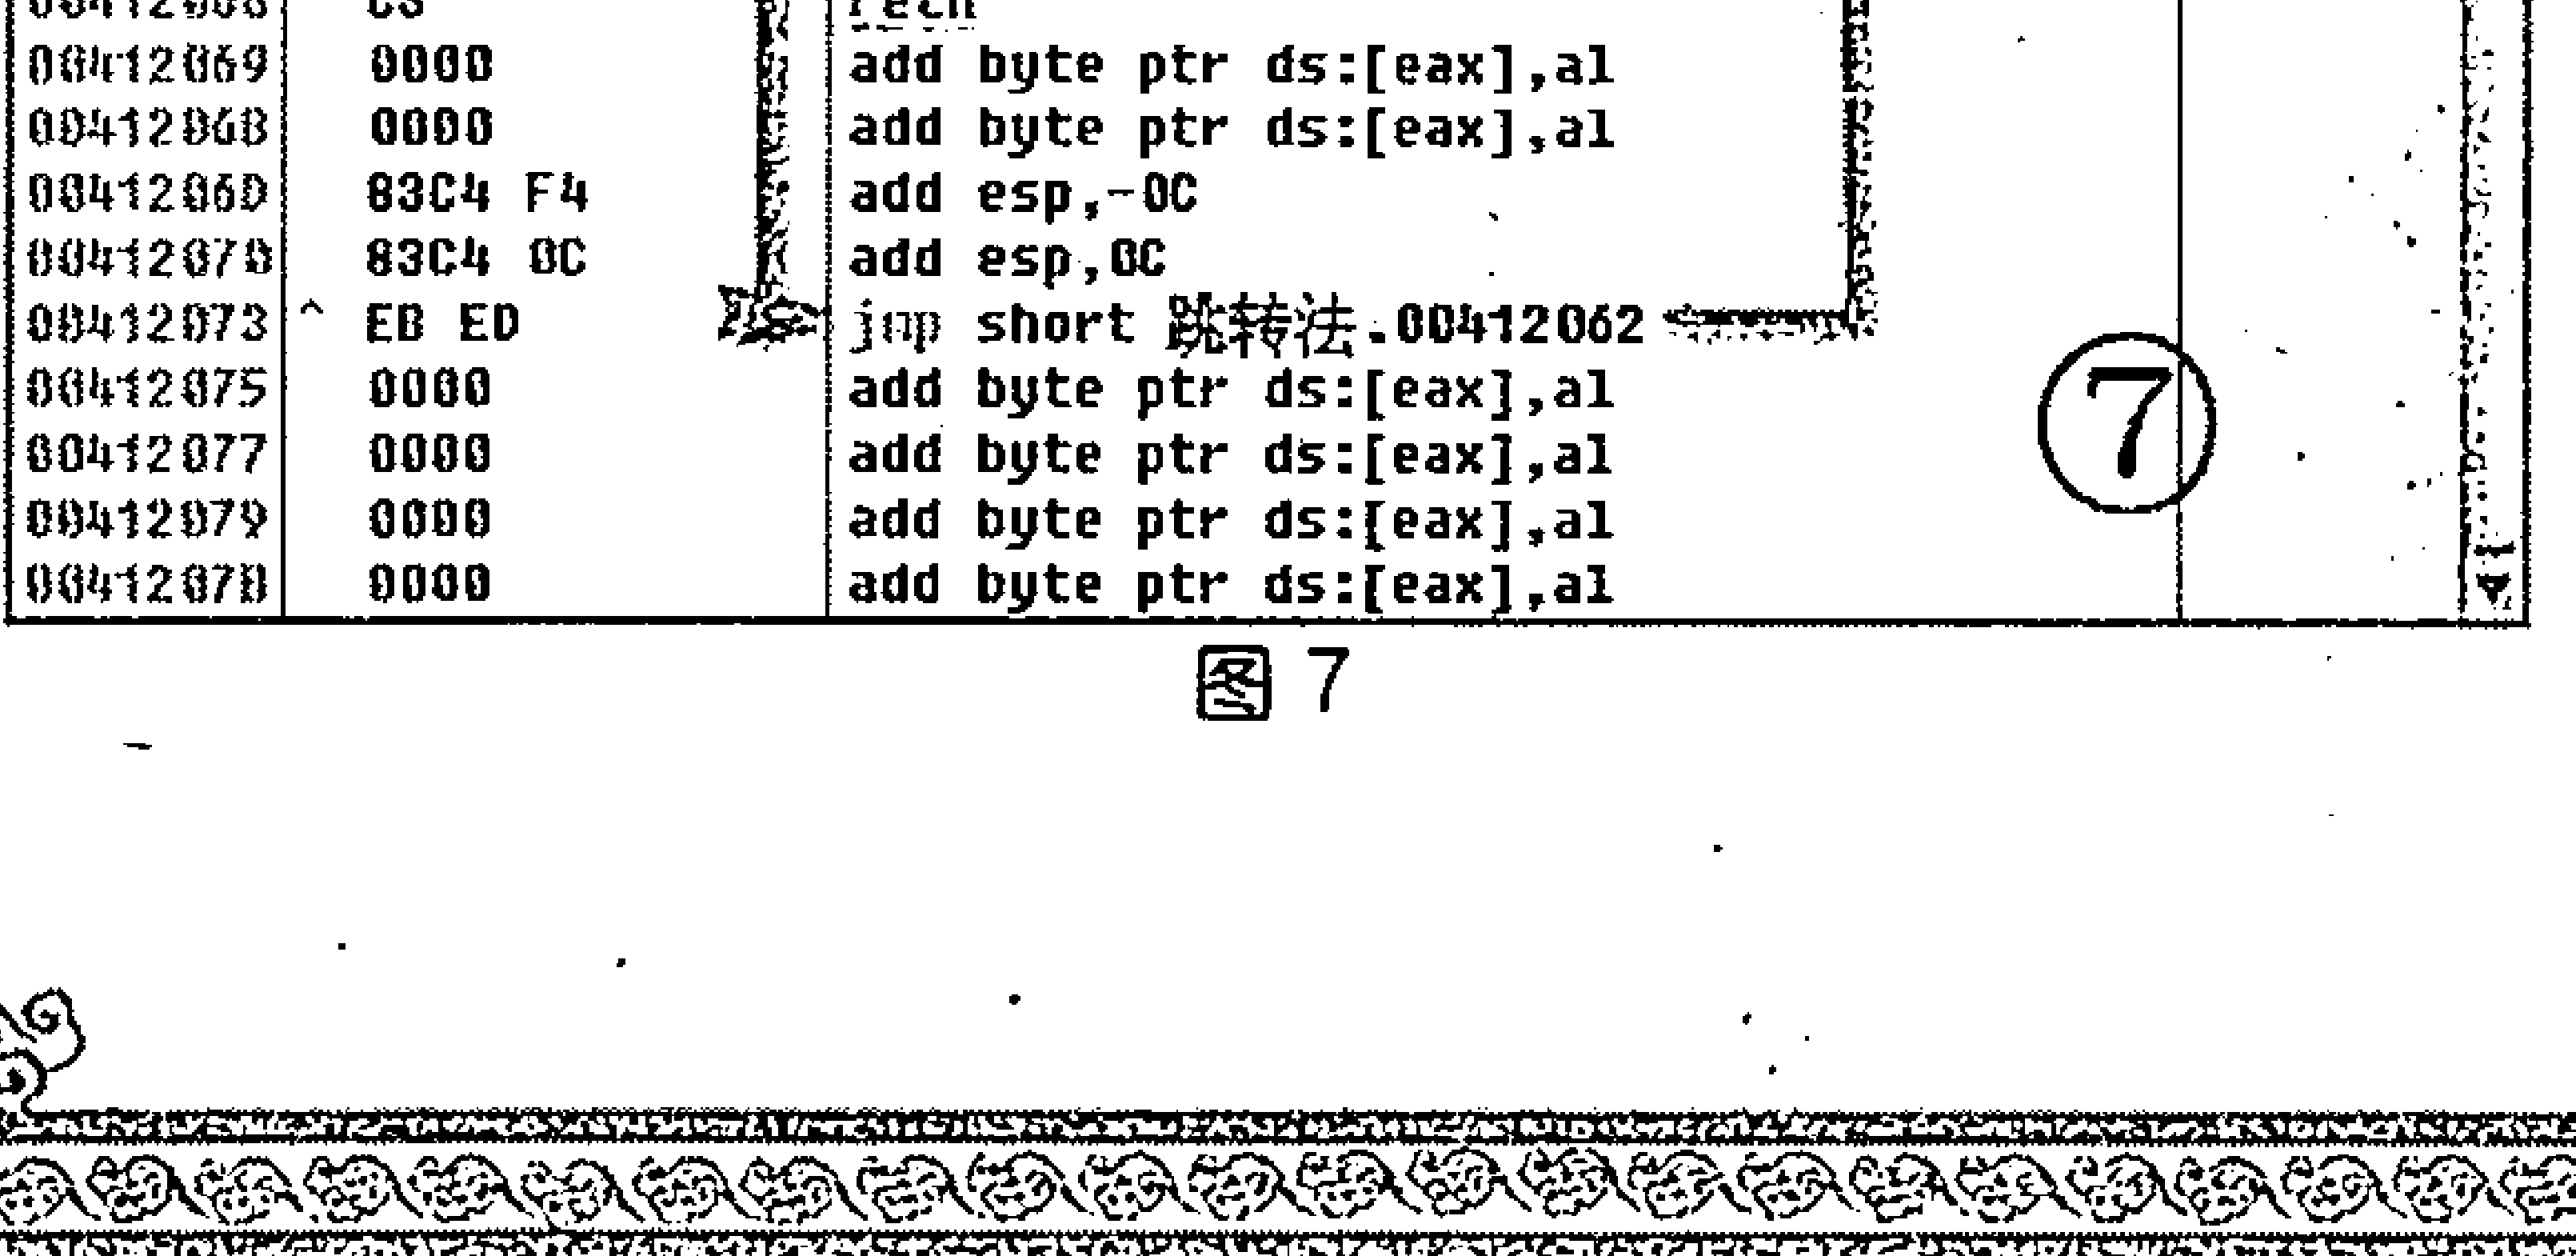 00412068 C3 retn
00412069 0000 add byte ptr ds:[eax],al
0041206B 0000 add byte ptr ds:[eax],al
0041206D 83C4 F4 add esp,-0C
00412070 83C4 0C add esp,0C
00412073 ^ EB ED jmp short 跳转法.00412062
00412075 0000 add byte ptr ds:[eax],al
00412077 0000 add byte ptr ds:[eax],al
00412079 0000 add byte ptr ds:[eax],al
0041207B 0000 add byte ptr ds:[eax],al
⑦
图 7